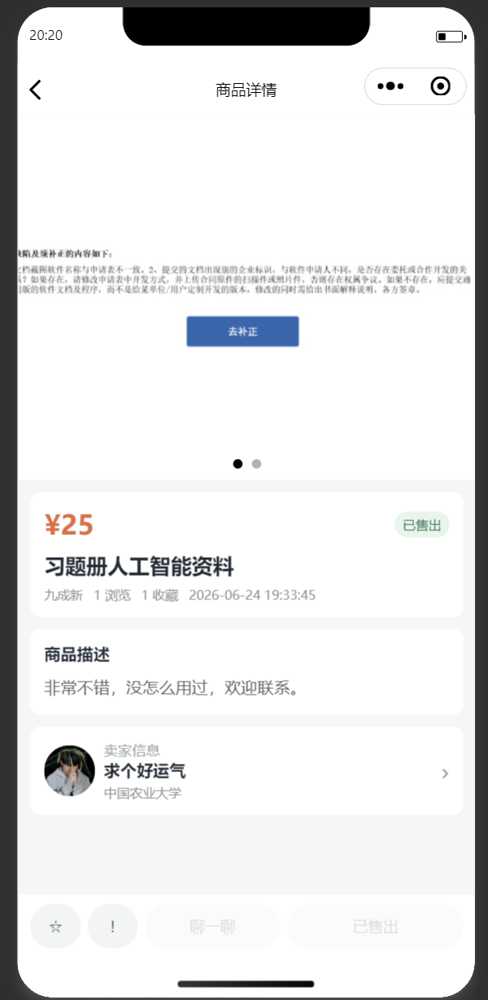 20:20
商品详情
缺陷及须补正的内容如下：
文档截图软件名称与申请表不一致。2、提交的文档出现别的企业标识，与软件申请人不同，是否存在委托或合作开发的关
系？如果存在，请修改申请表中开发方式，并上传合同原件的扫描件或照片件，否则存在权属争议。如果不存在，应提交通
用版的软件文档及程序，而不是给某单位/用户定制开发的版本，修改的同时需给出书面解释说明，各方签章。
去补正
¥25
已售出
习题册人工智能资料
九成新 1 浏览 1 收藏 2026-06-24 19:33:45
商品描述
非常不错，没怎么用过，欢迎联系。
卖家信息
求个好运气
中国农业大学
聊一聊
已售出